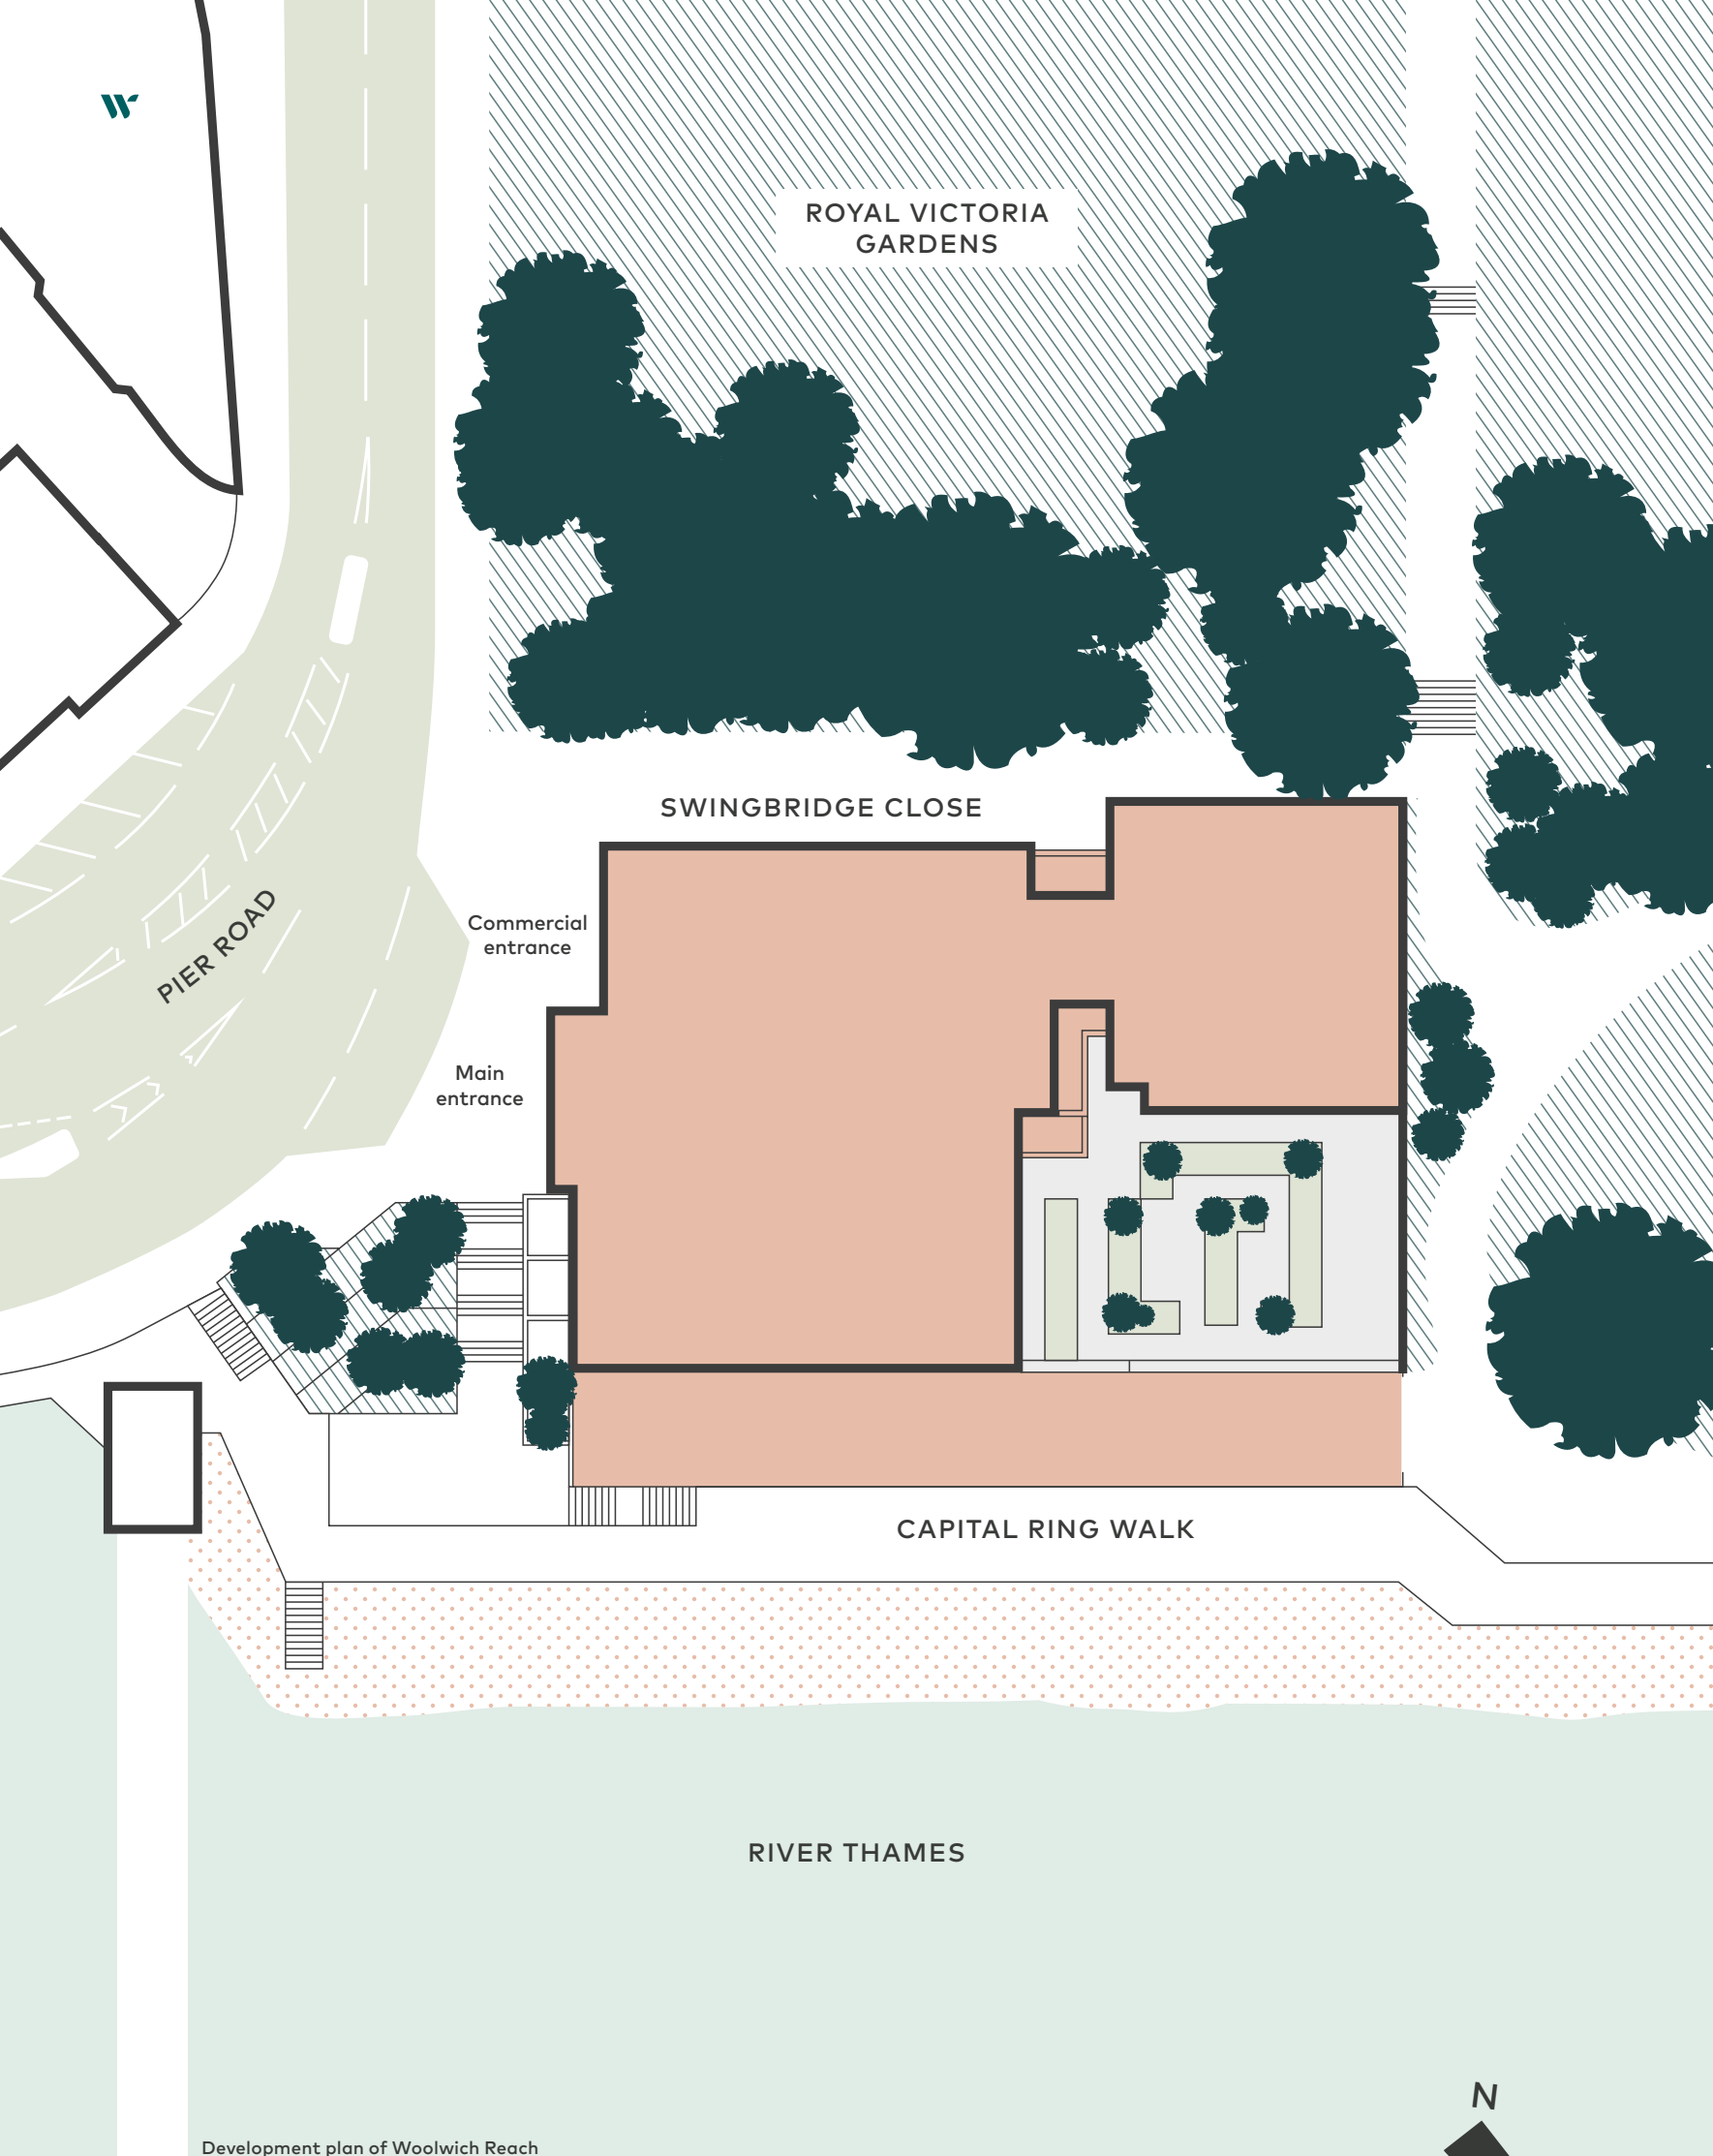 ROYAL VICTORIA
GARDENS
SWINGBRIDGE CLOSE
Commercial
entrance
PIER ROAD
Main
entrance
CAPITAL RING WALK
RIVER THAMES
N
Development plan of Woolwich Reach